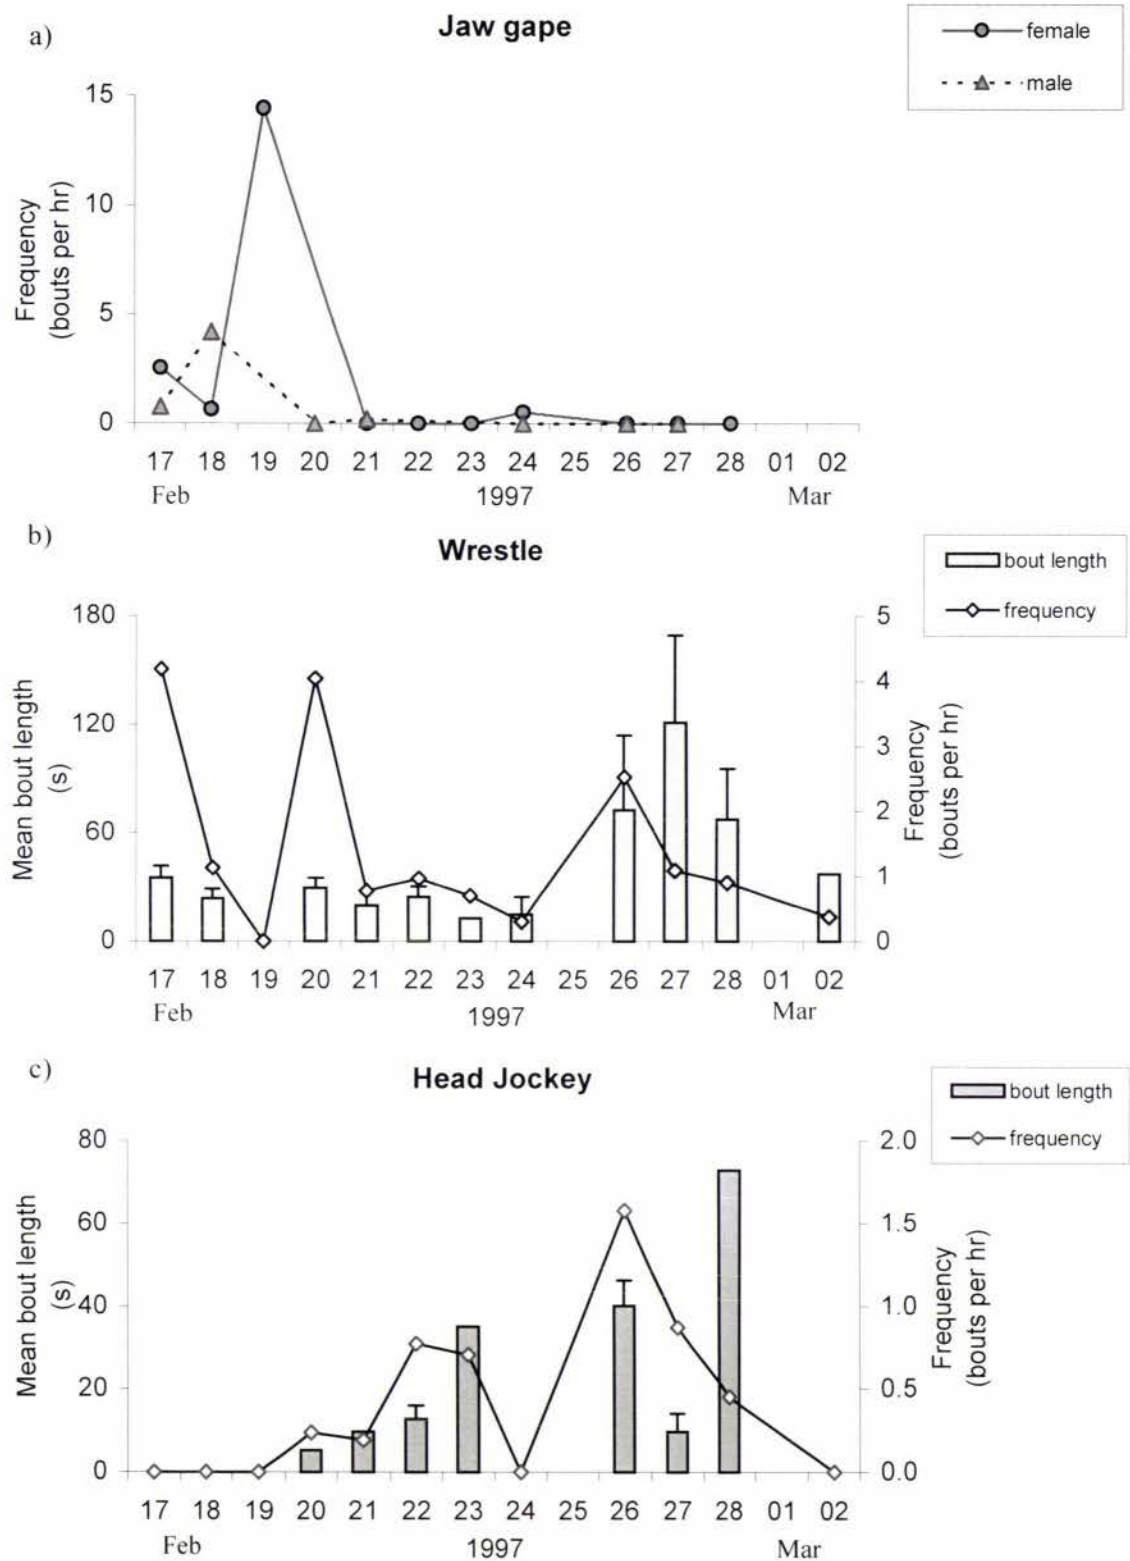 a)
Jaw gape
female
male
15
10
5
0
Frequency
(bouts per hr)
17 18 19 20 21 22 23 24 25 26 27 28 01 02
Feb 1997 Mar
b)
Wrestle
bout length
frequency
180
120
60
0
Mean bout length
(s)
5
4
3
2
1
0
Frequency
(bouts per hr)
17 18 19 20 21 22 23 24 25 26 27 28 01 02
Feb 1997 Mar
c)
Head Jockey
bout length
frequency
80
60
40
20
0
Mean bout length
(s)
2.0
1.5
1.0
0.5
0.0
Frequency
(bouts per hr)
17 18 19 20 21 22 23 24 25 26 27 28 01 02
Feb 1997 Mar